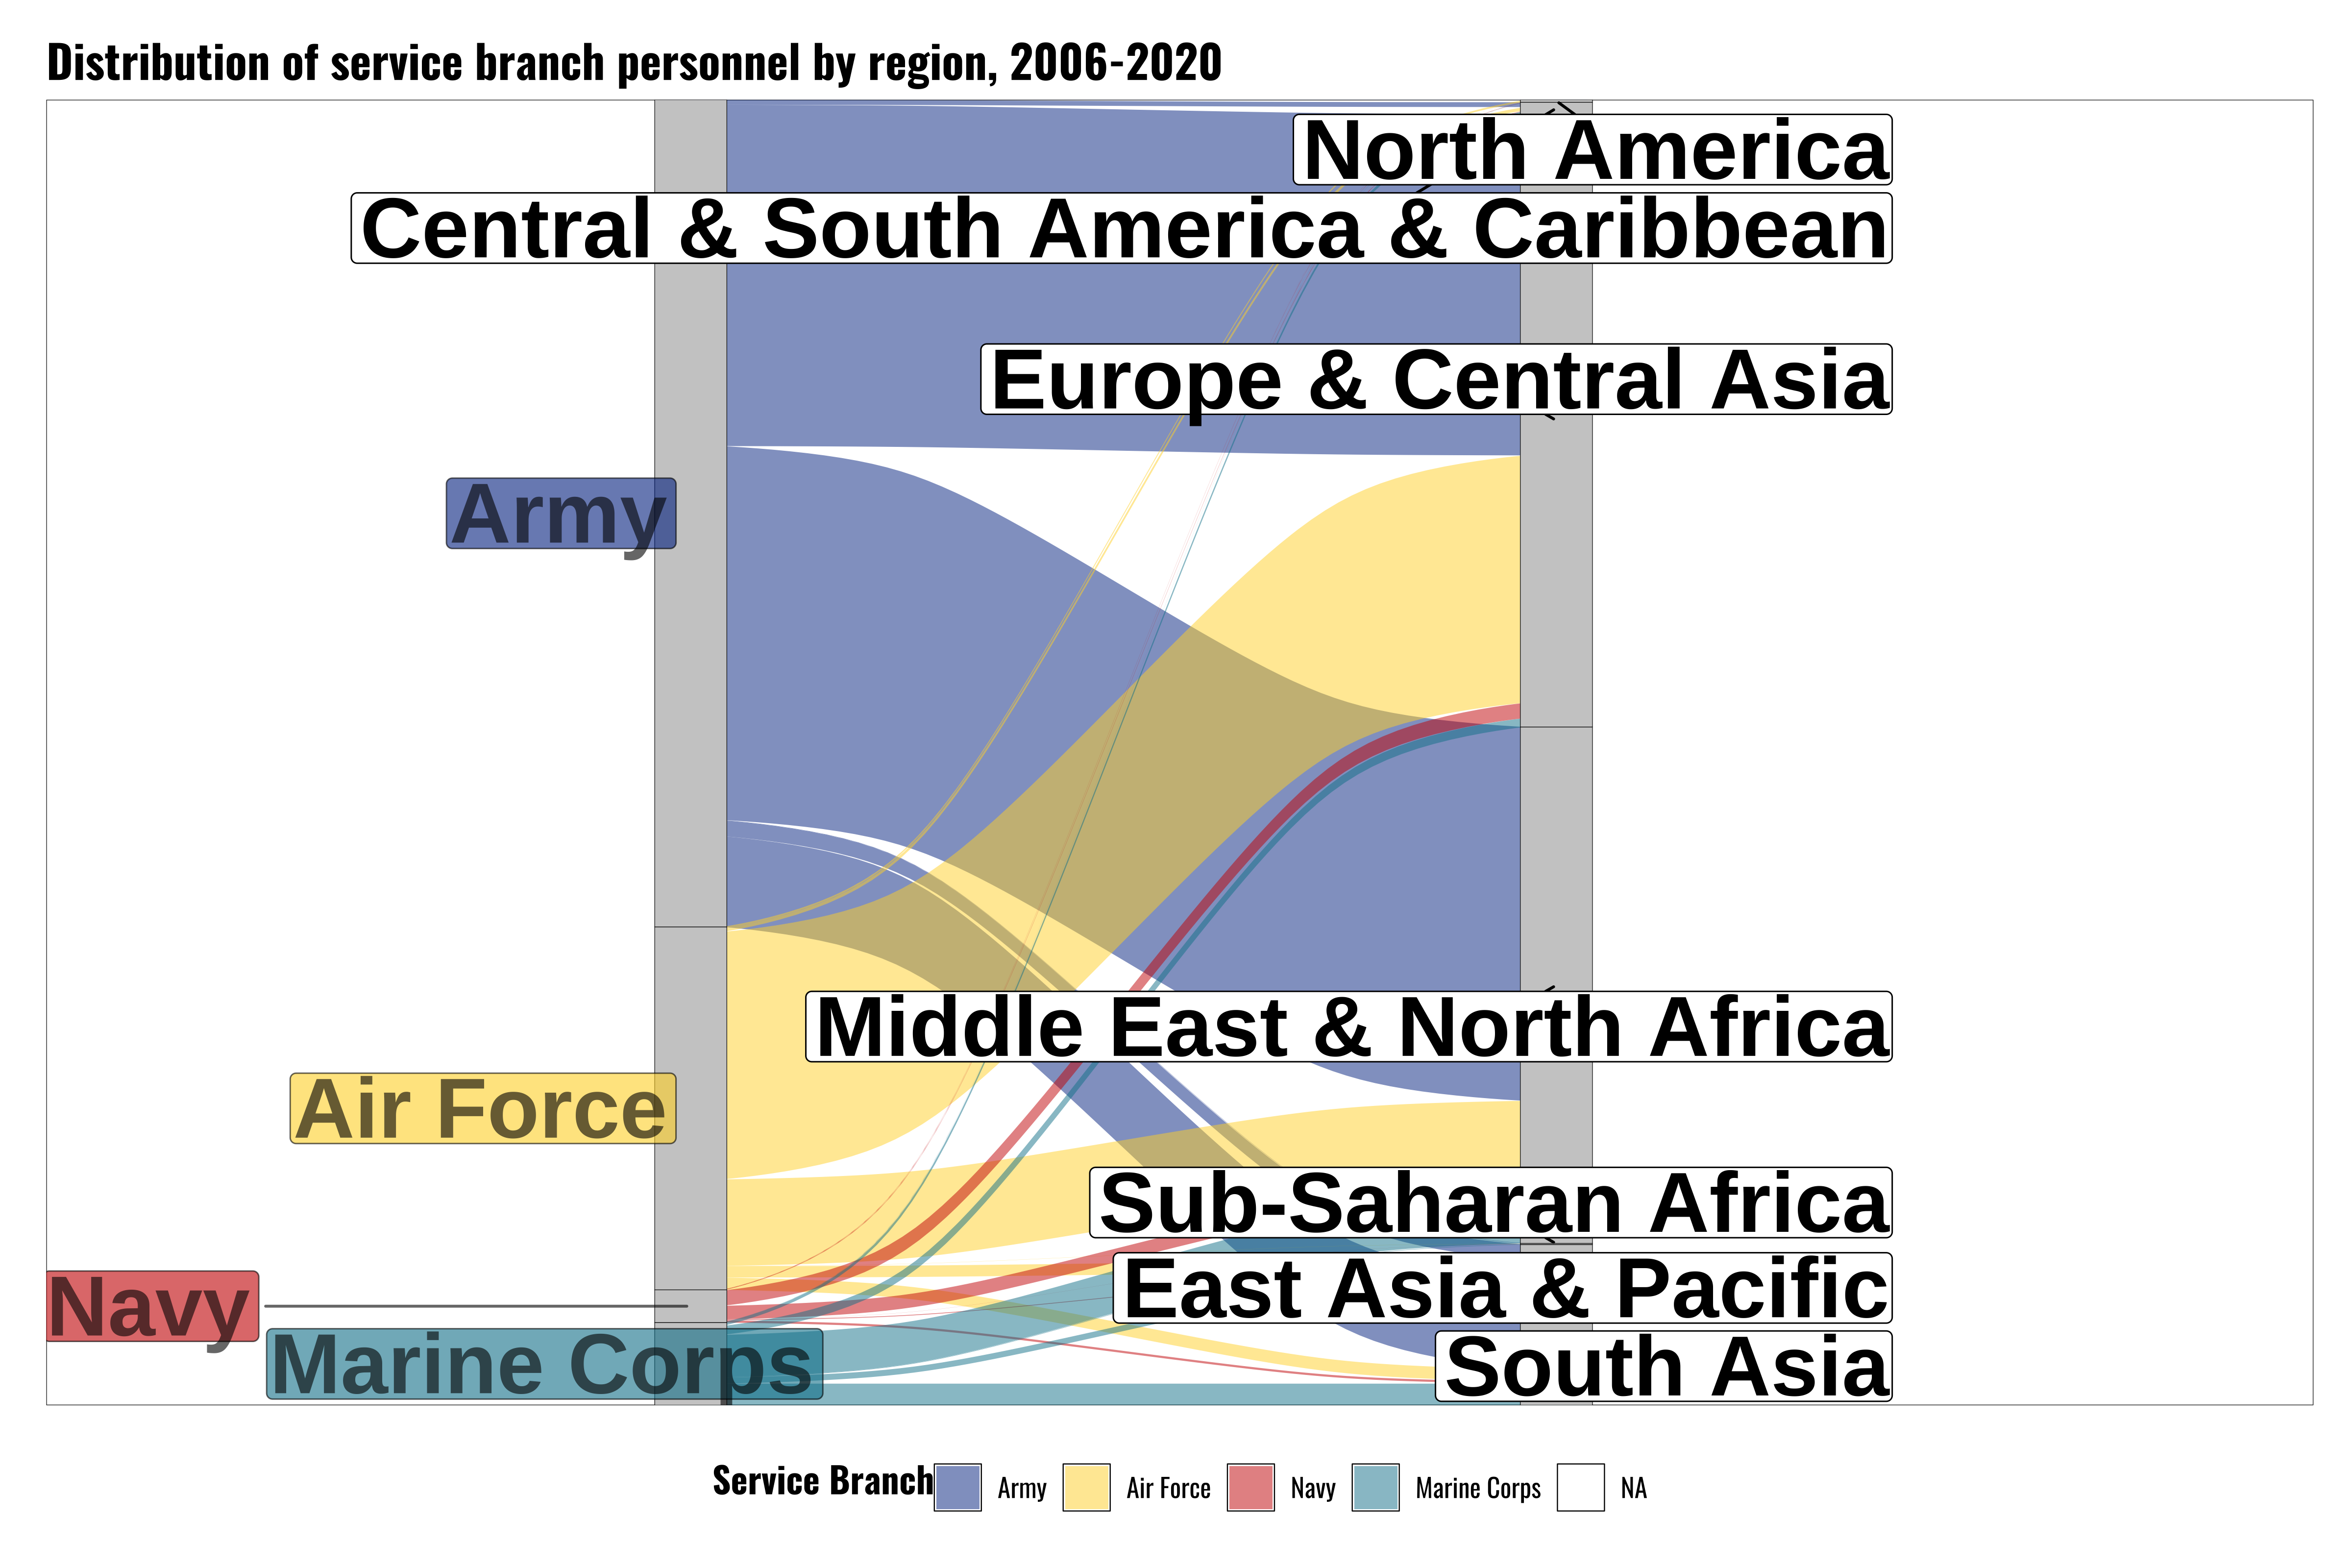 Distribution of service branch personnel by region, 2006-2020
North America
Central & South America & Caribbean
Europe & Central Asia
Army
Middle East & North Africa
Air Force
Sub-Saharan Africa
East Asia & Pacific
Navy
Marine Corps
South Asia
Service Branch Army Air Force Navy Marine Corps NA